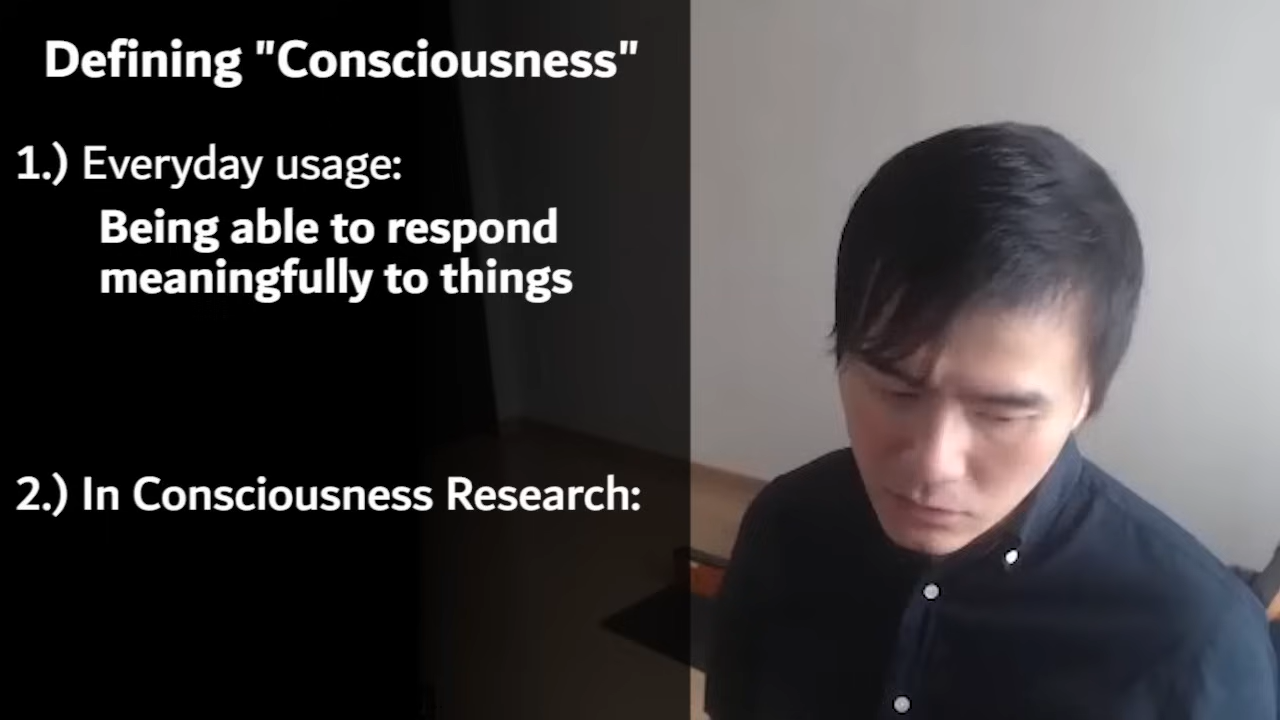 Defining "Consciousness"
1.) Everyday usage:
Being able to respond
meaningfully to things
2.) In Consciousness Research: